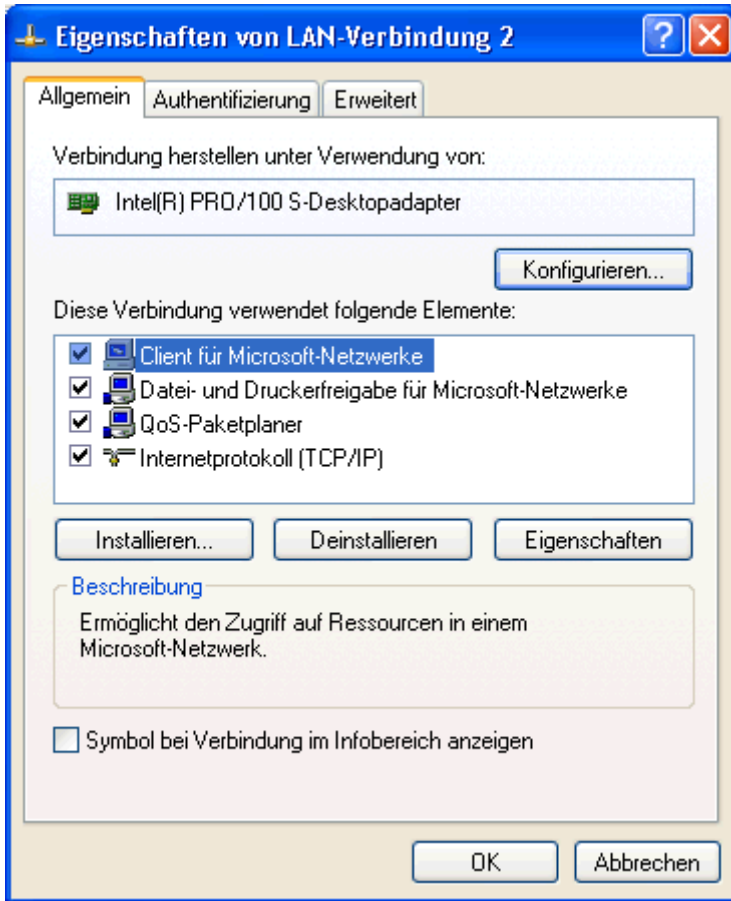 Eigenschaften von LAN-Verbindung 2
?
Allgemein Authentifizierung Erweitert
Verbindung herstellen unter Verwendung von:
Intel(R) PRO/100 S-Desktopadapter
Konfigurieren...
Diese Verbindung verwendet folgende Elemente:
Client für Microsoft-Netzwerke
Datei- und Druckerfreigabe für Microsoft-Netzwerke
QoS-Paketplaner
Internetprotokoll (TCP/IP)
Installieren... Deinstallieren Eigenschaften
Beschreibung
Ermöglicht den Zugriff auf Ressourcen in einem
Microsoft-Netzwerk.
Symbol bei Verbindung im Infobereich anzeigen
OK Abbrechen